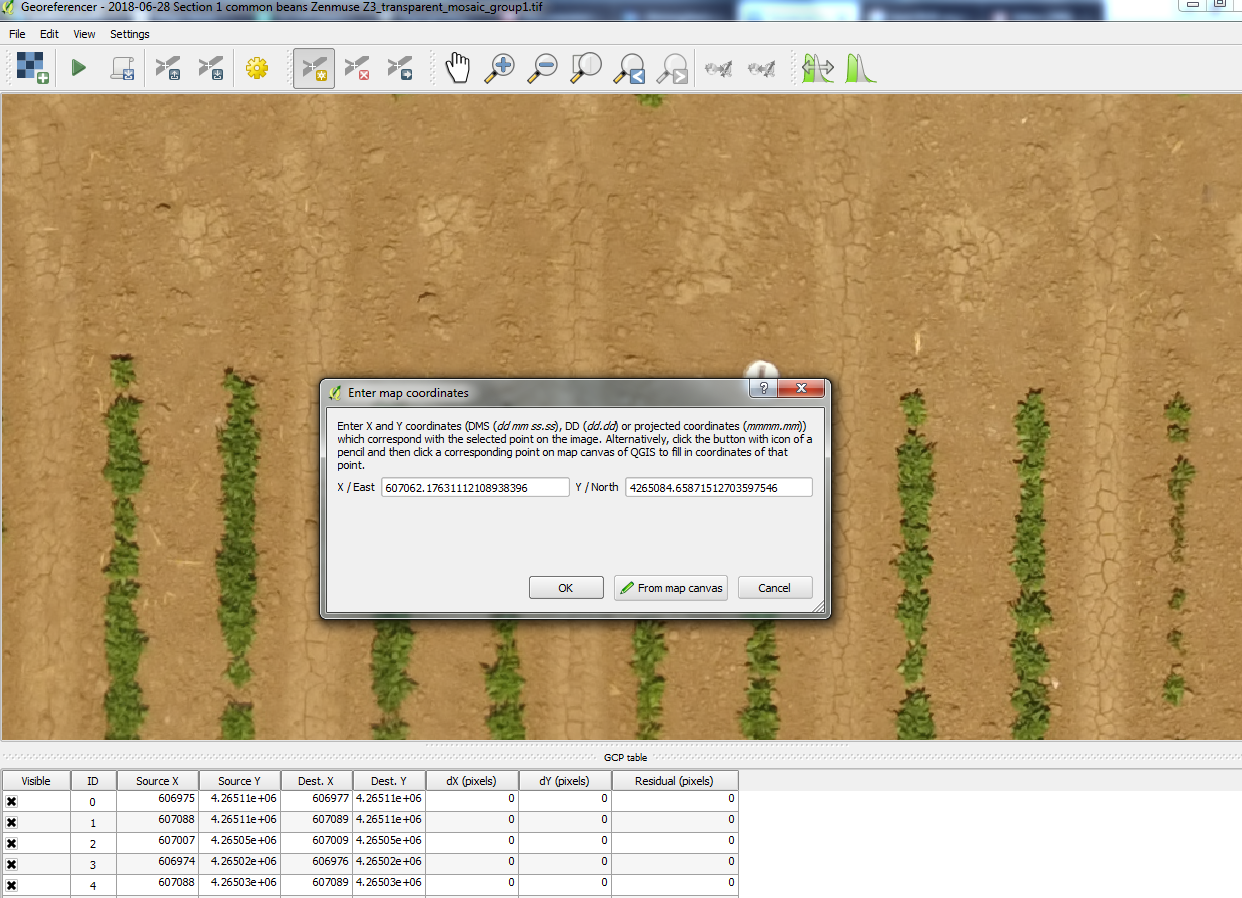 Georeferencer - 2018-06-28 Section 1 common beans Zenmuse Z3_transparent_mosaic_group1.tif
File Edit View Settings
Enter map coordinates
?
Enter X and Y coordinates (DMS (dd mm ss.ss), DD (dd.dd) or projected coordinates (mmmm.mm))
which correspond with the selected point on the image. Alternatively, click the button with icon of a
pencil and then click a corresponding point on map canvas of QGIS to fill in coordinates of that
point.
X / East 607062.17631112108938396 Y / North 4265084.65871512703597546
OK From map canvas Cancel
GCP table
Visible ID Source X Source Y Dest. X Dest. Y dX (pixels) dY (pixels) Residual (pixels)
0 606975 4.26511e+06 606977 4.26511e+06 0 0 0
1 607088 4.26511e+06 607089 4.26511e+06 0 0 0
2 607007 4.26505e+06 607009 4.26505e+06 0 0 0
3 606974 4.26502e+06 606976 4.26502e+06 0 0 0
4 607088 4.26503e+06 607089 4.26503e+06 0 0 0